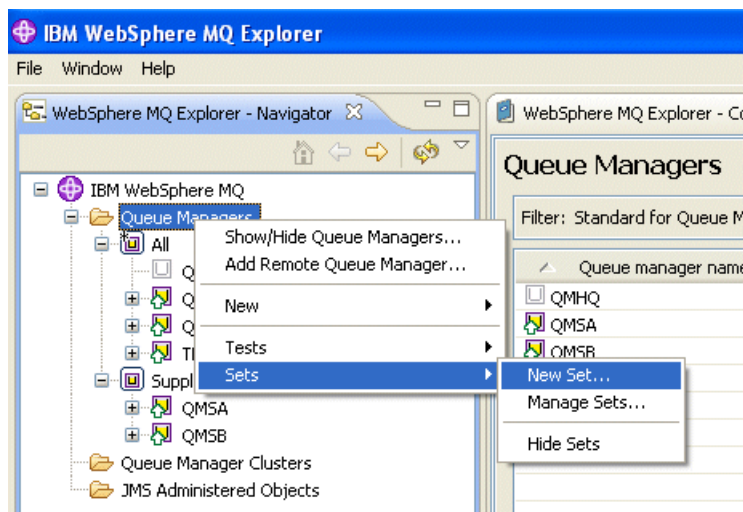 IBM WebSphere MQ Explorer
File Window Help
WebSphere MQ Explorer - Navigator
WebSphere MQ Explorer - Co
Queue Managers
Filter: Standard for Queue M
Queue manager name
QMHQ
QMSA
QMSB
IBM WebSphere MQ
Queue Managers
All
Q
Q
Q
Suppl
QMSA
QMSB
Queue Manager Clusters
JMS Administered Objects
Show/Hide Queue Managers...
Add Remote Queue Manager...
New
Tests
Sets
New Set...
Manage Sets...
Hide Sets